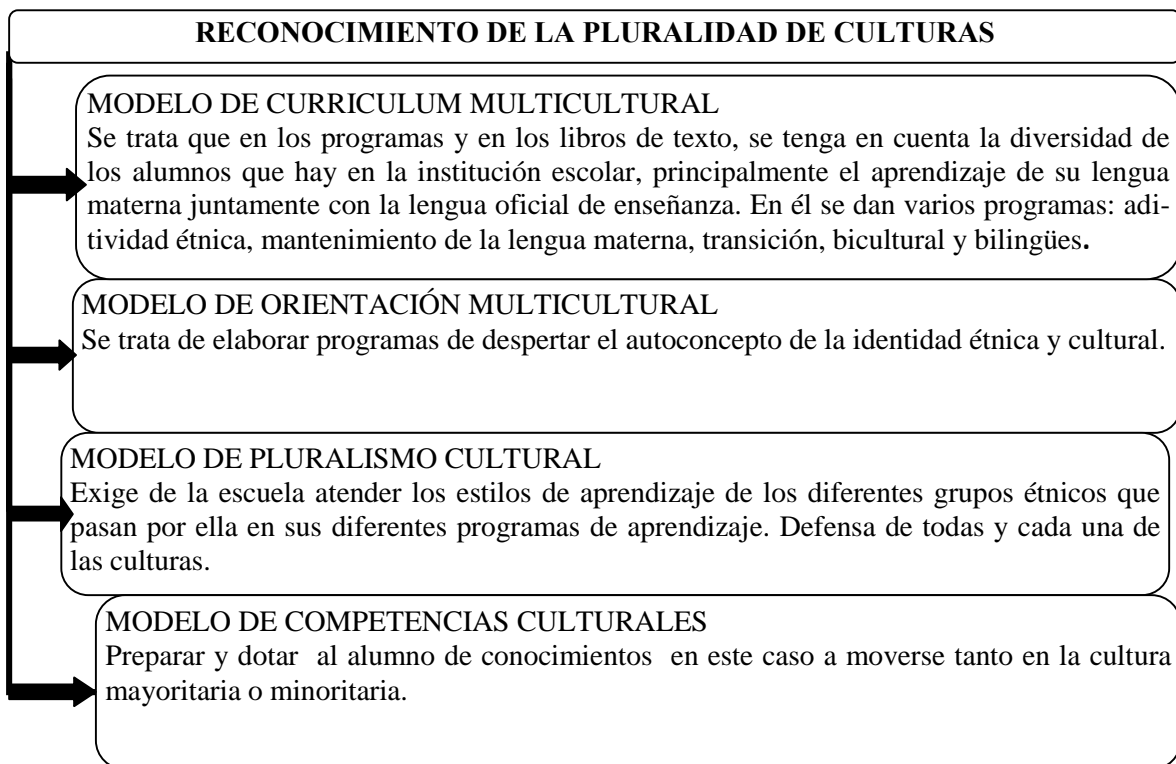 RECONOCIMIENTO DE LA PLURALIDAD DE CULTURAS
MODELO DE CURRICULUM MULTICULTURAL
Se trata que en los programas y en los libros de texto, se tenga en cuenta la diversidad de
los alumnos que hay en la institución escolar, principalmente el aprendizaje de su lengua
materna juntamente con la lengua oficial de enseñanza. En él se dan varios programas: adi-
tividad étnica, mantenimiento de la lengua materna, transición, bicultural y bilingües.
MODELO DE ORIENTACIÓN MULTICULTURAL
Se trata de elaborar programas de despertar el autoconcepto de la identidad étnica y cultural.
MODELO DE PLURALISMO CULTURAL
Exige de la escuela atender los estilos de aprendizaje de los diferentes grupos étnicos que
pasan por ella en sus diferentes programas de aprendizaje. Defensa de todas y cada una de
las culturas.
MODELO DE COMPETENCIAS CULTURALES
Preparar y dotar al alumno de conocimientos en este caso a moverse tanto en la cultura
mayoritaria o minoritaria.